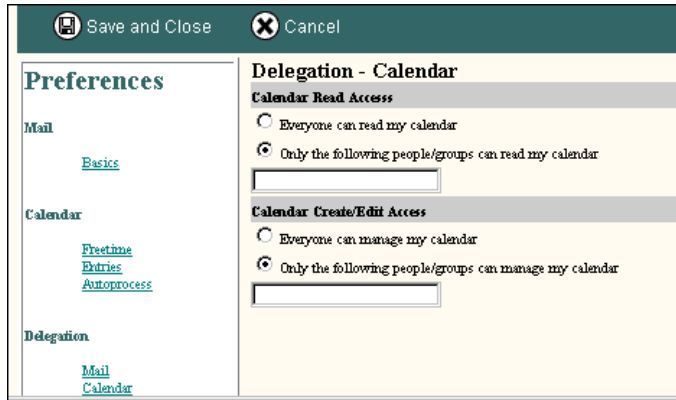 Save and Close Cancel
Preferences
Mail
Basics
Calendar
Freetime
Entries
Autoprocess
Delegation
Mail
Calendar
Delegation - Calendar
Calendar Read Accesss
Everyone can read my calendar
Only the following people/groups can read my calendar
Calendar Create/Edit Access
Everyone can manage my calendar
Only the following people/groups can manage my calendar